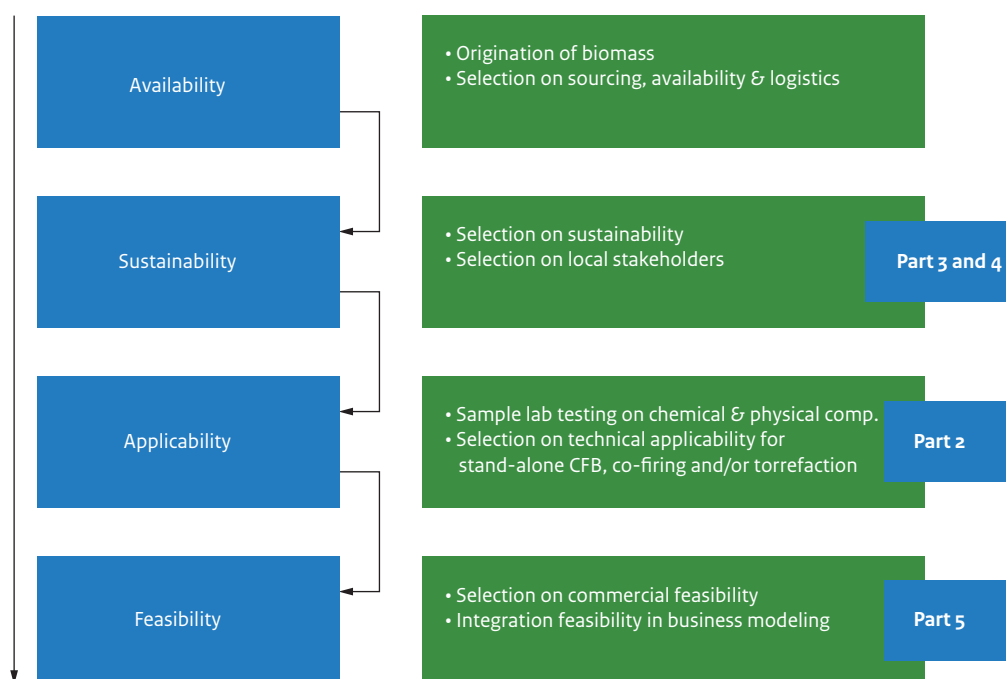 Availability
• Origination of biomass
• Selection on sourcing, availability & logistics
Sustainability
• Selection on sustainability
• Selection on local stakeholders
Part 3 and 4
Applicability
• Sample lab testing on chemical & physical comp.
• Selection on technical applicability for
stand-alone CFB, co-firing and/or torrefaction
Part 2
Feasibility
• Selection on commercial feasibility
• Integration feasibility in business modeling
Part 5